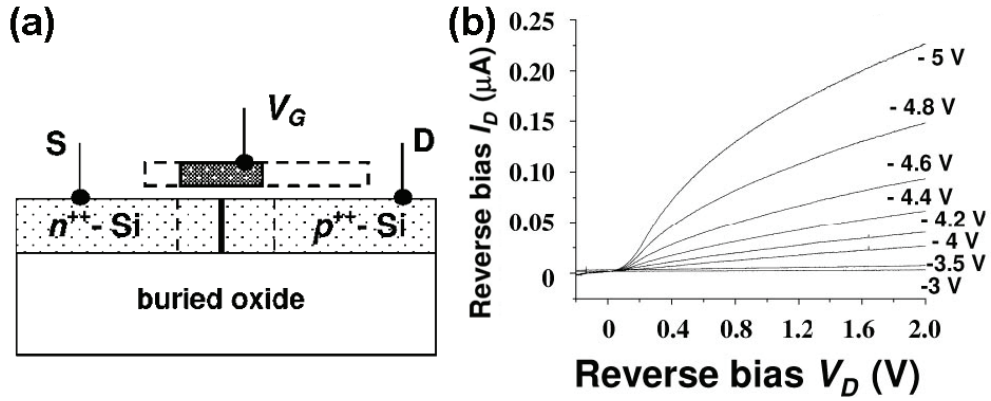 (a)
V_G
S
D
n⁺⁺- Si
p⁺⁺- Si
buried oxide
(b)
Reverse bias I_D (μA)
0.25
0.20
0.15
0.10
0.05
0
- 5 V
- 4.8 V
- 4.6 V
- 4.4 V
- 4.2 V
- 4 V
-3.5 V
-3 V
0 0.4 0.8 1.2 1.6 2.0
Reverse bias V_D (V)